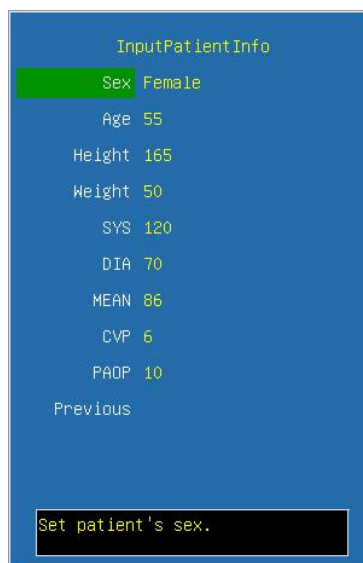 InputPatientInfo
Sex Female
Age 55
Height 165
Weight 50
SYS 120
DIA 70
MEAN 86
CVP 6
PAOP 10
Previous
Set patient's sex.